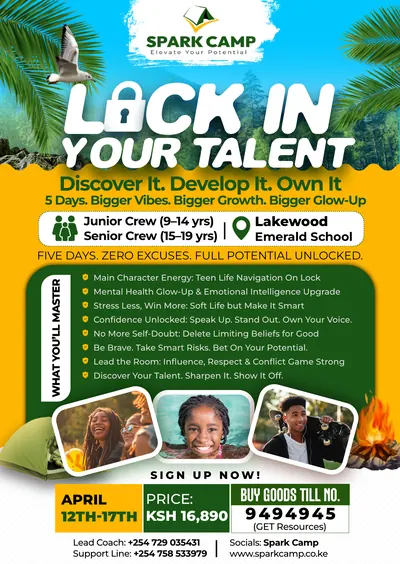 SPARK CAMP
Elevate Your Potential
LOCK IN
YOUR TALENT
Discover It. Develop It. Own It
5 Days. Bigger Vibes. Bigger Growth. Bigger Glow-Up
Junior Crew (9–14 yrs)
Senior Crew (15–19 yrs)
Lakewood
Emerald School
FIVE DAYS. ZERO EXCUSES. FULL POTENTIAL UNLOCKED.
WHAT YOU'LL MASTER
Main Character Energy: Teen Life Navigation On Lock
Mental Health Glow-Up & Emotional Intelligence Upgrade
Stress Less, Win More: Soft Life but Make It Smart
Confidence Unlocked: Speak Up. Stand Out. Own Your Voice.
No More Self-Doubt: Delete Limiting Beliefs for Good
Be Brave. Take Smart Risks. Bet On Your Potential.
Lead the Room: Influence, Respect & Conflict Game Strong
Discover Your Talent. Sharpen It. Show It Off.
SIGN UP NOW!
APRIL
12TH-17TH
PRICE:
KSH 16,890
BUY GOODS TILL NO.
9494945
(GET Resources)
Lead Coach: +254 729 035431
Support Line: +254 758 533979
Socials: Spark Camp
www.sparkcamp.co.ke